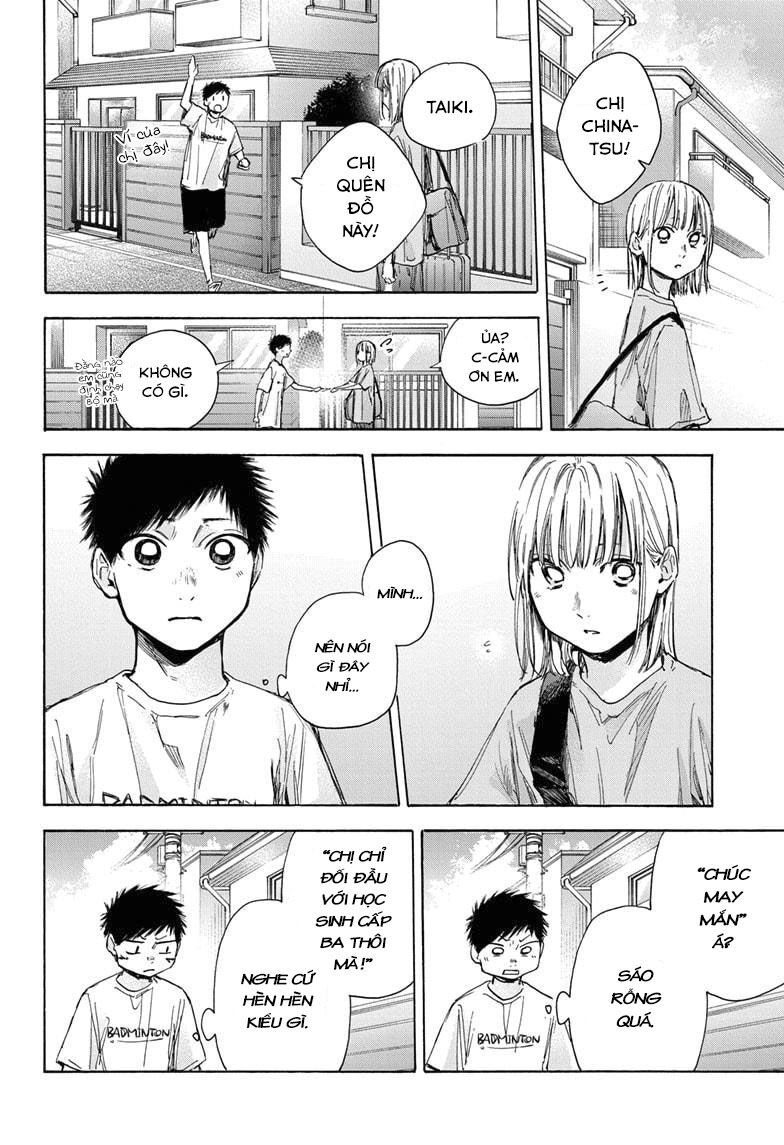 CHỊ
CHINA-
TSU!
TAIKI.
CHỊ
QUÊN
ĐỒ
NÀY!
Ví của
chị đây!
BADMINTON
ỦA?
C-CẢM
ƠN EM.
KHÔNG
CÓ GÌ.
Đằng nào
em cũng
định chạy
bộ mà
MÌNH...
NÊN NÓI
GÌ ĐÂY
NHỈ...
BADMINTON
“CHÚC
MAY
MẮN”
Á?
SÁO
RỖNG
QUÁ.
BADMINTON
“CHỊ CHỈ
ĐỐI ĐẦU
VỚI HỌC
SINH CẤP
BA THÔI
MÀ!”
NGHE CỨ
HÈN HÈN
KIỂU GÌ.
BADMINTON